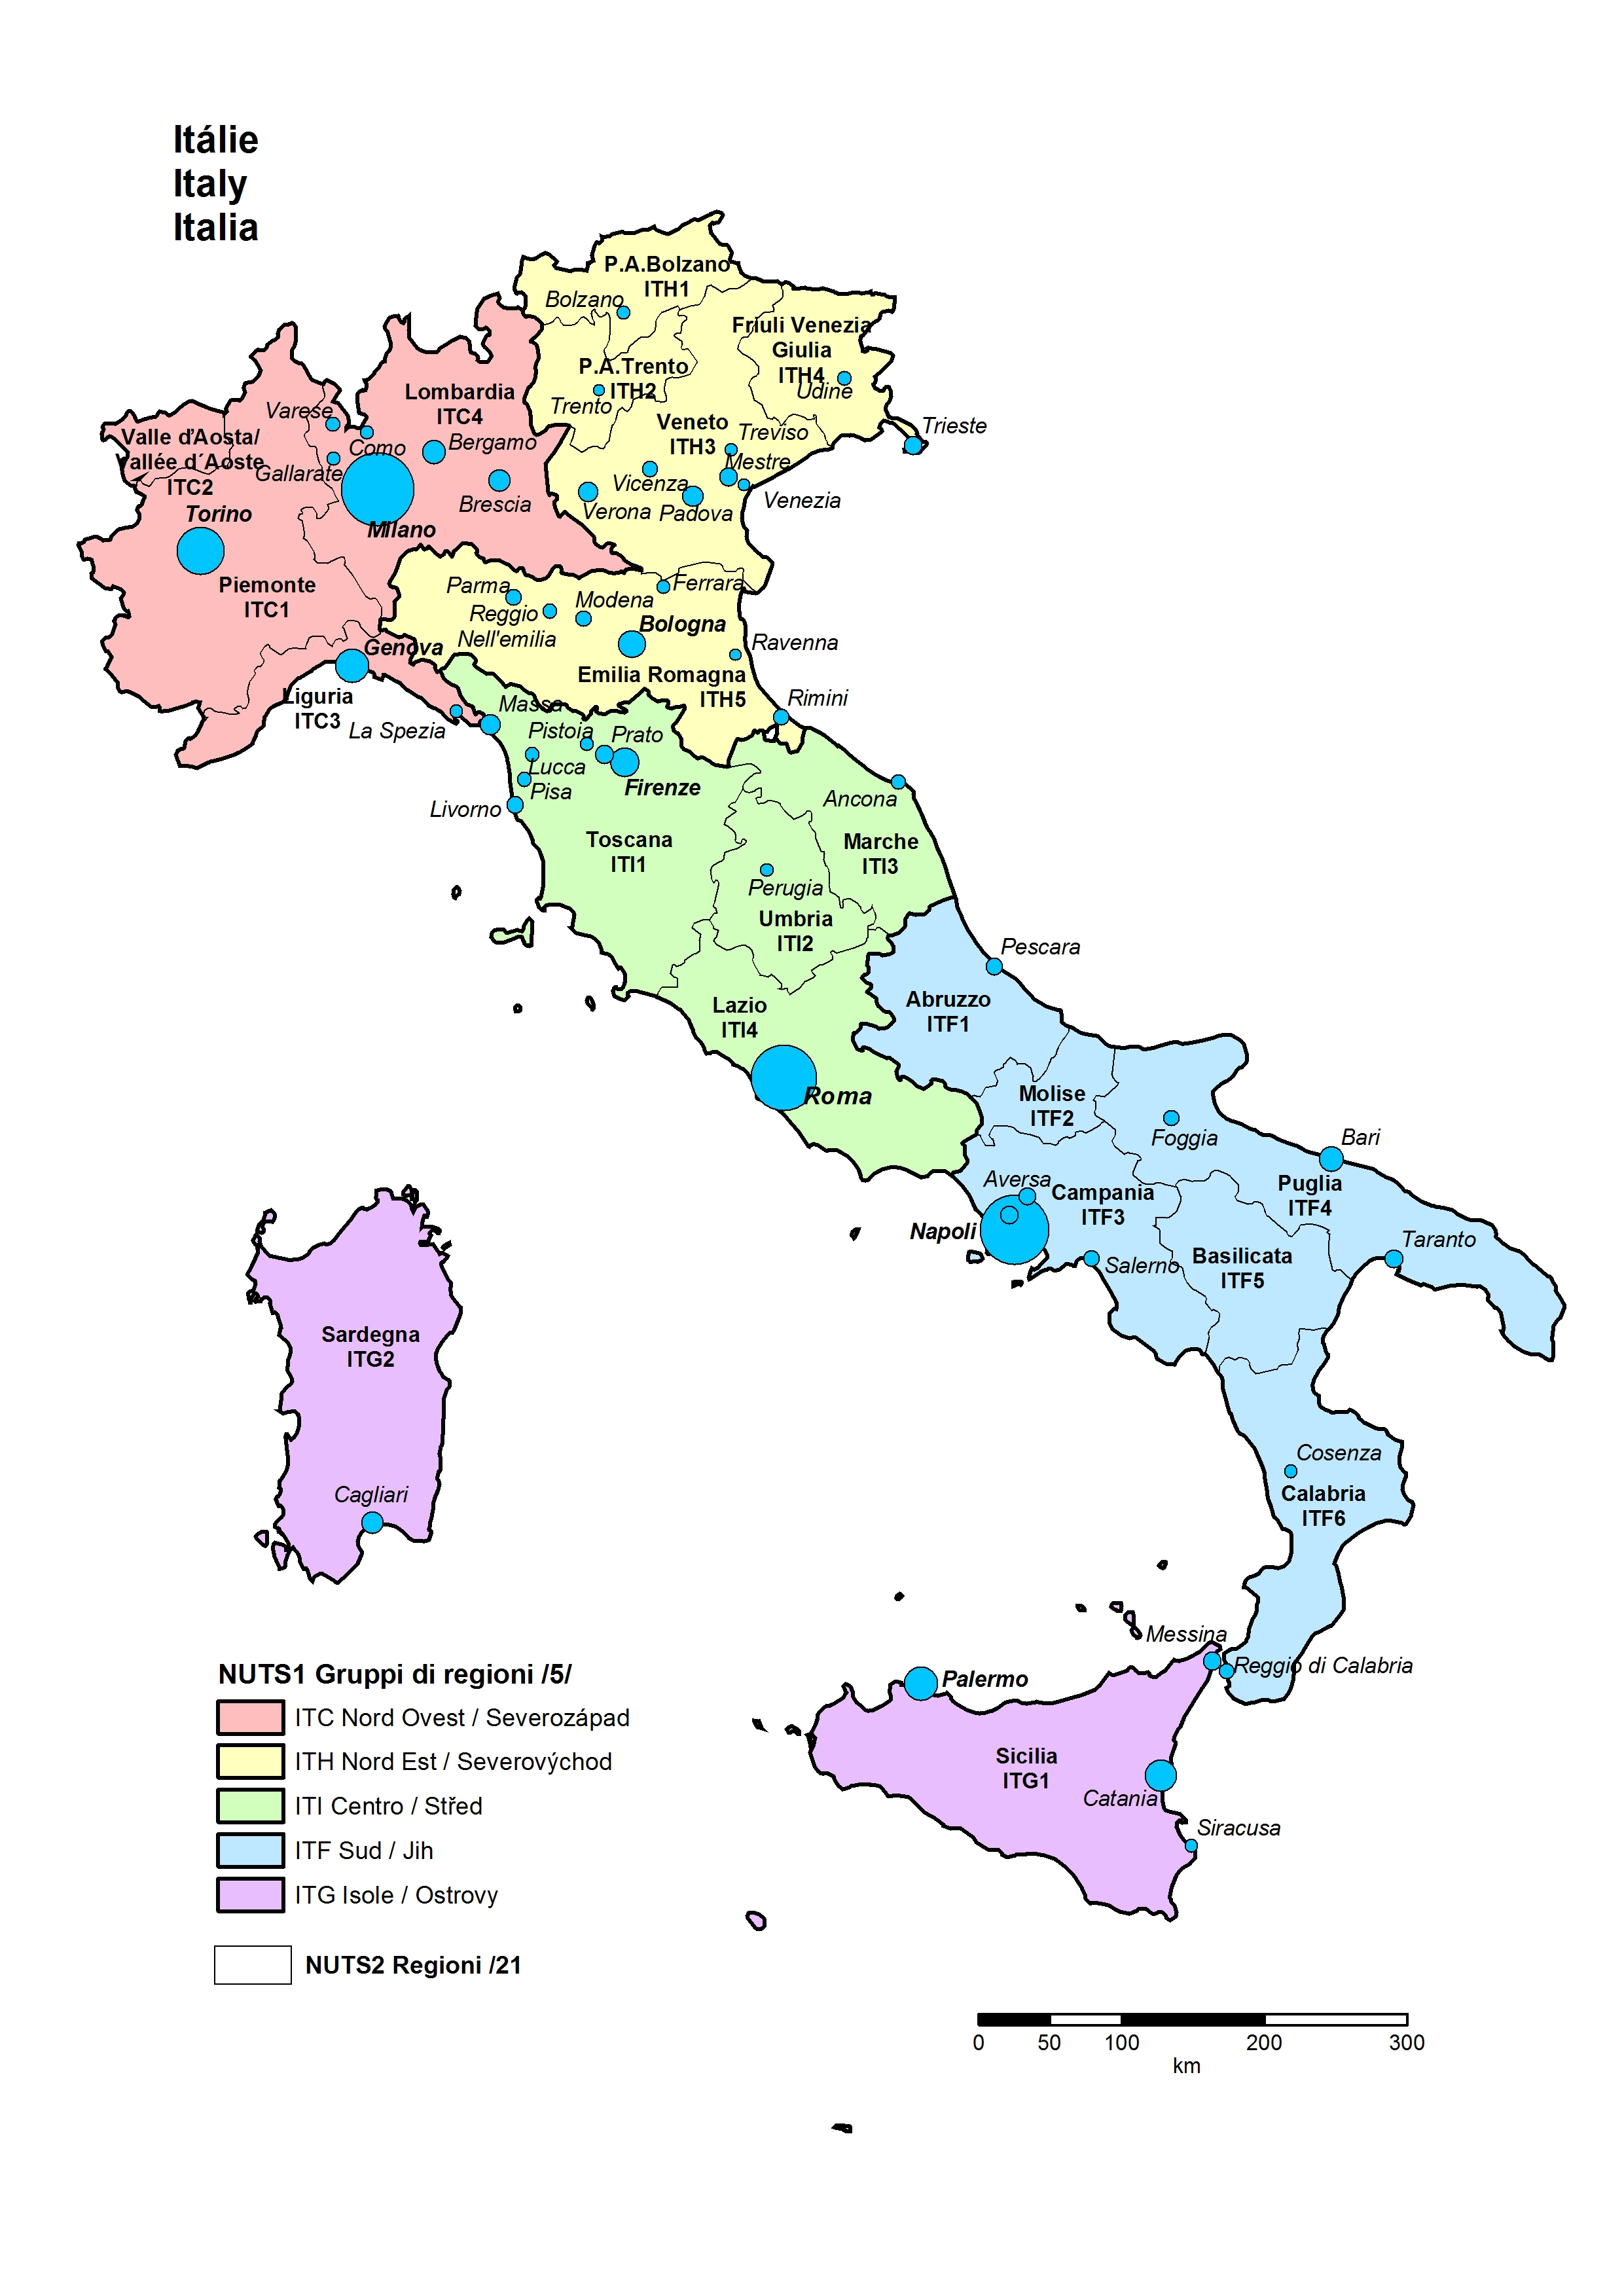 Itálie
Italy
Italia
P.A.Bolzano
ITH1
Bolzano
Friuli Venezia
Giulia
ITH4
Udine
P.A.Trento
ITH2
Trento
Lombardia
ITC4
Varese
Como
Bergamo
Gallarate
Brescia
Milano
Veneto
ITH3
Treviso
Mestre
Trieste
Vicenza
Venezia
Verona
Padova
Valle ďAosta/
Vallée d´Aoste
ITC2
Torino
Piemonte
ITC1
Parma
Reggio
Nell'emilia
Modena
Ferrara
Bologna
Ravenna
Emilia Romagna
ITH5
Rimini
Genova
Liguria
ITC3
La Spezia
Massa
Pistoia
Prato
Lucca
Firenze
Pisa
Livorno
Toscana
ITI1
Ancona
Marche
ITI3
Perugia
Umbria
ITI2
Pescara
Abruzzo
ITF1
Lazio
ITI4
Roma
Molise
ITF2
Foggia
Bari
Aversa
Campania
ITF3
Puglia
ITF4
Napoli
Salerno
Basilicata
ITF5
Taranto
Sardegna
ITG2
Cagliari
Cosenza
Calabria
ITF6
Messina
Reggio di Calabria
Palermo
Sicilia
ITG1
Catania
Siracusa
NUTS1 Gruppi di regioni /5/
ITC Nord Ovest / Severozápad
ITH Nord Est / Severovýchod
ITI Centro / Střed
ITF Sud / Jih
ITG Isole / Ostrovy
NUTS2 Regioni /21
0 50 100 200 300
km